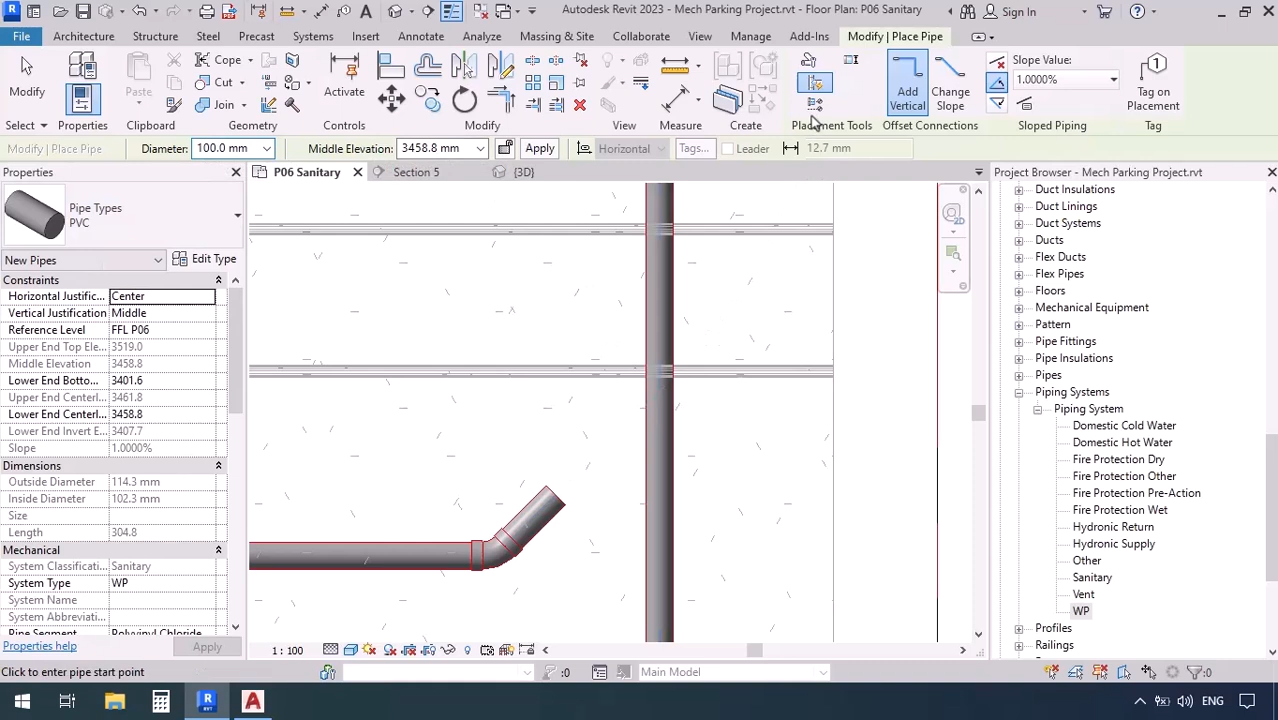 Autodesk Revit 2023 - Mech Parking Project.rvt - Floor Plan: P06 Sanitary
Sign In
File
Architecture
Structure
Steel
Precast
Systems
Insert
Annotate
Analyze
Massing & Site
Collaborate
View
Manage
Add-Ins
Modify | Place Pipe
Modify
Paste
Cope
Cut
Join
Activate
Add Vertical
Change Slope
Slope Value:
1.0000%
Tag on Placement
Select
Properties
Clipboard
Geometry
Controls
Modify
View
Measure
Create
Placement Tools
Offset Connections
Sloped Piping
Tag
Modify | Place Pipe
Diameter: 100.0 mm
Middle Elevation: 3458.8 mm
Apply
Horizontal
Tags...
Leader
12.7 mm
Properties
P06 Sanitary
Section 5
{3D}
Project Browser - Mech Parking Project.rvt
Pipe Types
PVC
New Pipes
Edit Type
Constraints
Horizontal Justific... Center
Vertical Justification Middle
Reference Level FFL P06
Upper End Top Ele... 3519.0
Middle Elevation 3458.8
Lower End Botto... 3401.6
Upper End Centerl... 3461.8
Lower End Centerl... 3458.8
Lower End Invert E... 3407.7
Slope 1.0000%
Dimensions
Outside Diameter 114.3 mm
Inside Diameter 102.3 mm
Size
Length 304.8
Mechanical
System Classificati... Sanitary
System Type WP
System Name
System Abbreviati...
Pipe Segment Polyvinyl Chloride
Properties help
Apply
2D
Duct Insulations
Duct Linings
Duct Systems
Ducts
Flex Ducts
Flex Pipes
Floors
Mechanical Equipment
Pattern
Pipe Fittings
Pipe Insulations
Pipes
Piping Systems
Piping System
Domestic Cold Water
Domestic Hot Water
Fire Protection Dry
Fire Protection Other
Fire Protection Pre-Action
Fire Protection Wet
Hydronic Return
Hydronic Supply
Other
Sanitary
Vent
WP
Profiles
Railings
1 : 100
Click to enter pipe start point
:0
Main Model
:0
ENG